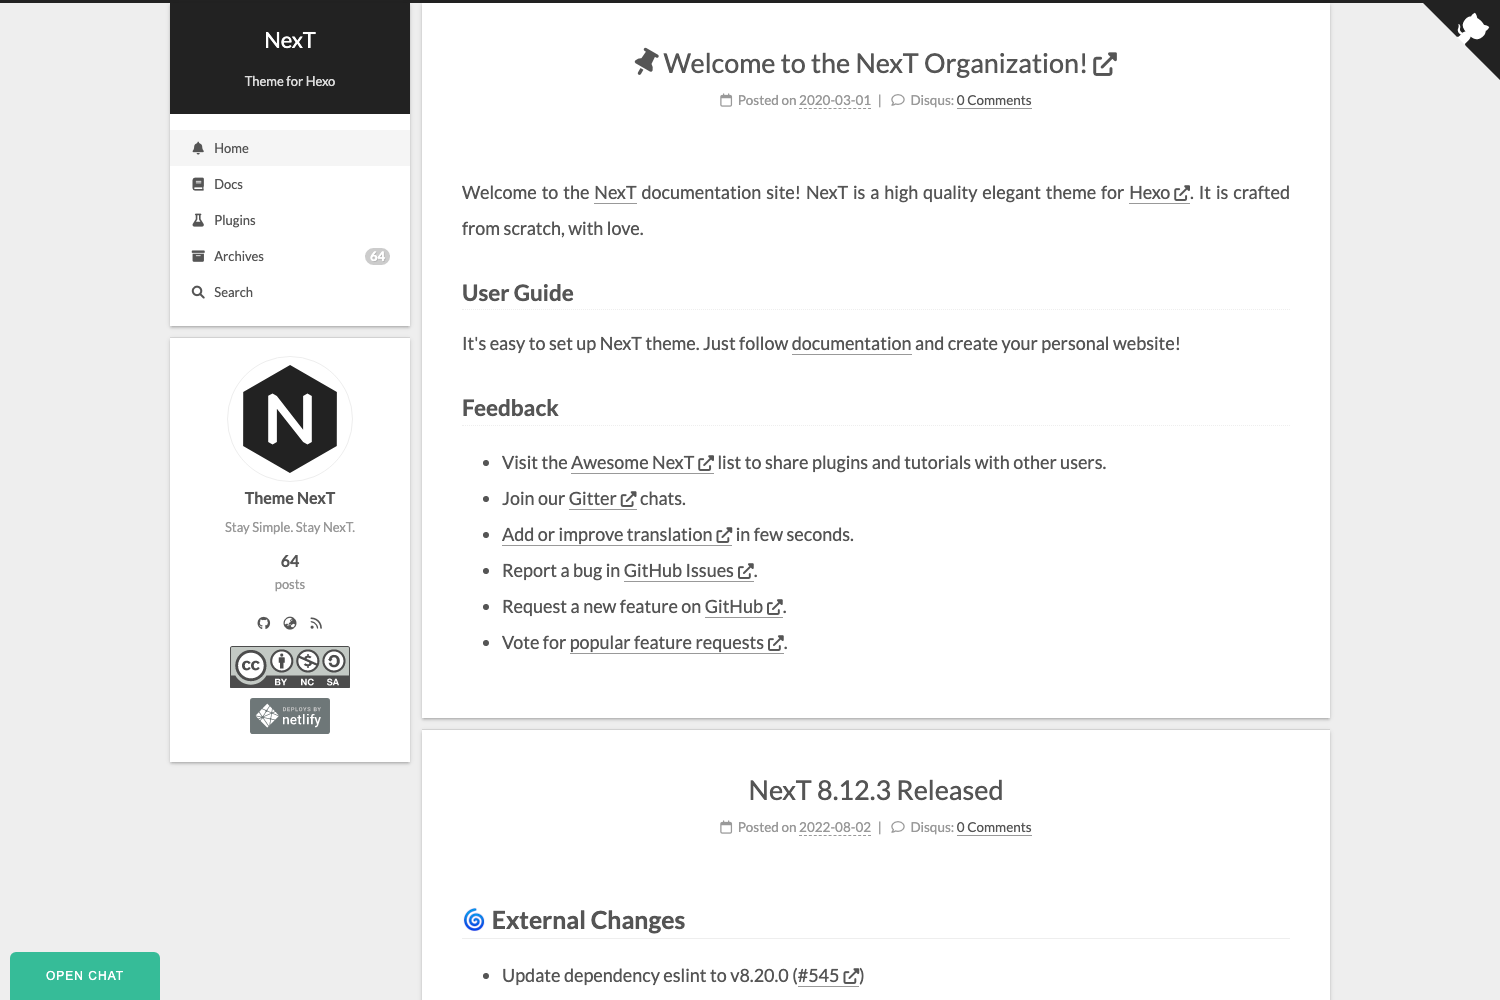 NexT
Theme for Hexo
Home
Docs
Plugins
Archives 64
Search
N
Theme NexT
Stay Simple. Stay NexT.
64
posts
cc
BY NC SA
DEPLOYS BY
netlify
OPEN CHAT
Welcome to the NexT Organization!
Posted on 2020-03-01 | Disqus: 0 Comments
Welcome to the NexT documentation site! NexT is a high quality elegant theme for Hexo. It is crafted
from scratch, with love.
User Guide
It's easy to set up NexT theme. Just follow documentation and create your personal website!
Feedback
• Visit the Awesome NexT list to share plugins and tutorials with other users.
• Join our Gitter chats.
• Add or improve translation in few seconds.
• Report a bug in GitHub Issues.
• Request a new feature on GitHub.
• Vote for popular feature requests.
NexT 8.12.3 Released
Posted on 2022-08-02 | Disqus: 0 Comments
🌀 External Changes
• Update dependency eslint to v8.20.0 (#545)